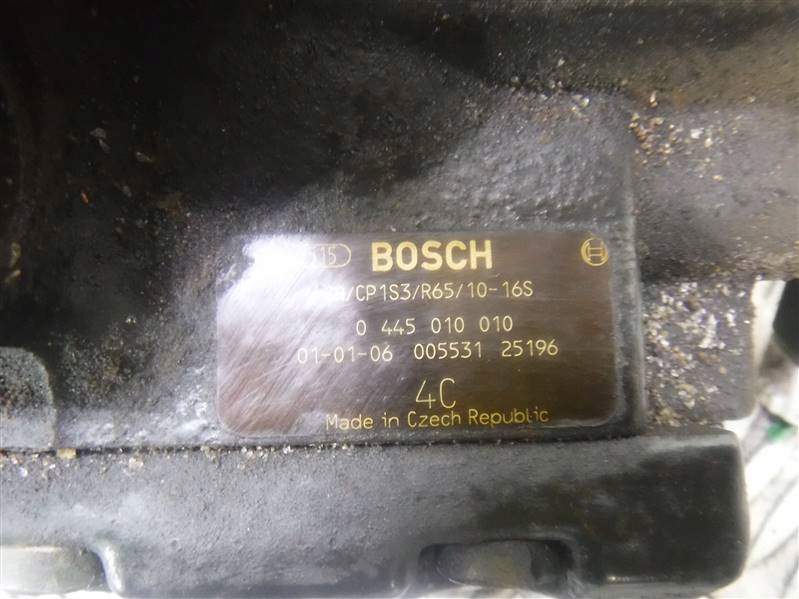 15 BOSCH
/CP1S3/R65/10-16S
0 445 010 010
01-01-06 005531 25196
4C
Made in Czech Republic